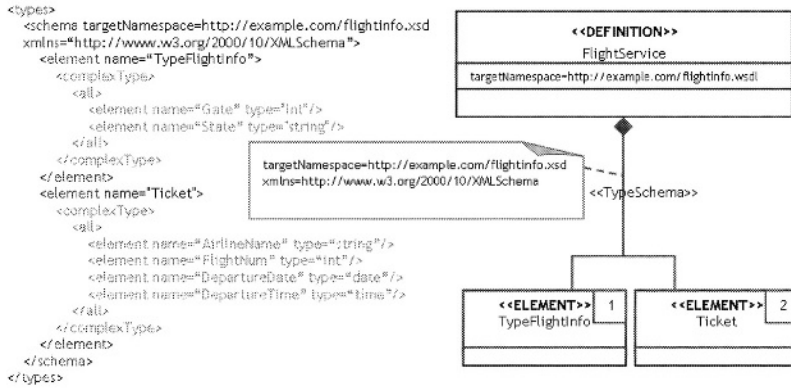 <types>
<schema targetNamespace=http://example.com/flightinfo.xsd
xmlns="http://www.w3.org/2000/10/XMLSchema">
<element name="TypeFlightInfo">
<complexType>
<all>
<element name="Gate" type="int"/>
<element name="State" type="string"/>
</all>
</complexType>
</element>
<element name="Ticket">
<complexType>
<all>
<element name="AirlineName" type="string"/>
<element name="FlightNum" type="int"/>
<element name="DepartureDate" type="date"/>
<element name="DepartureTime" type="time"/>
</all>
</complexType>
</element>
</schema>
</types>
<<DEFINITION>>
FlightService
targetNamespace=http://example.com/flightinfo.wsdl
targetNamespace=http://example.com/flightinfo.xsd
xmlns=http://www.w3.org/2000/10/XMLSchema
<<TypeSchema>>
<<ELEMENT>> 1
TypeFlightInfo
<<ELEMENT>> 2
Ticket